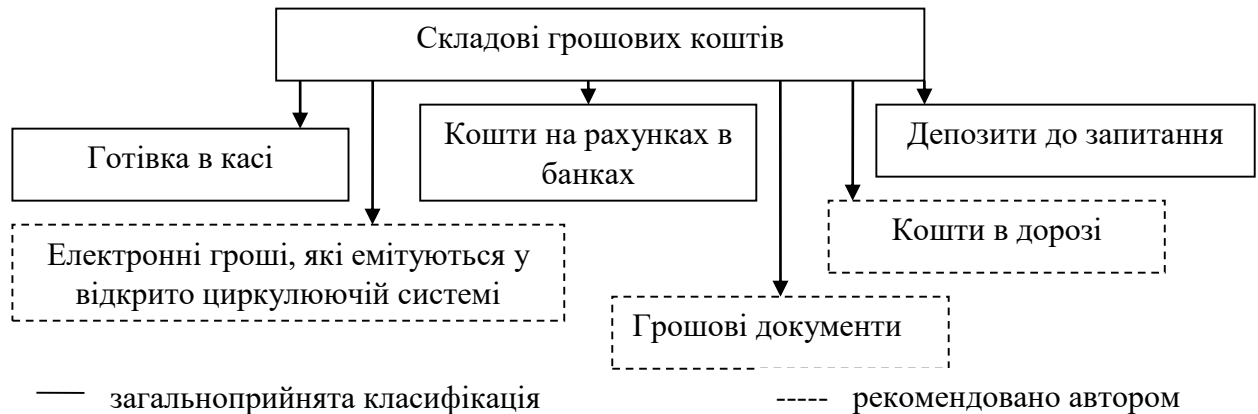 Складові грошових коштів
Готівка в касі
Кошти на рахунках в
банках
Депозити до запитання
Електронні гроші, які емітуються у
відкрито циркулюючій системі
Грошові документи
Кошти в дорозі
загальноприйнята класифікація
рекомендовано автором